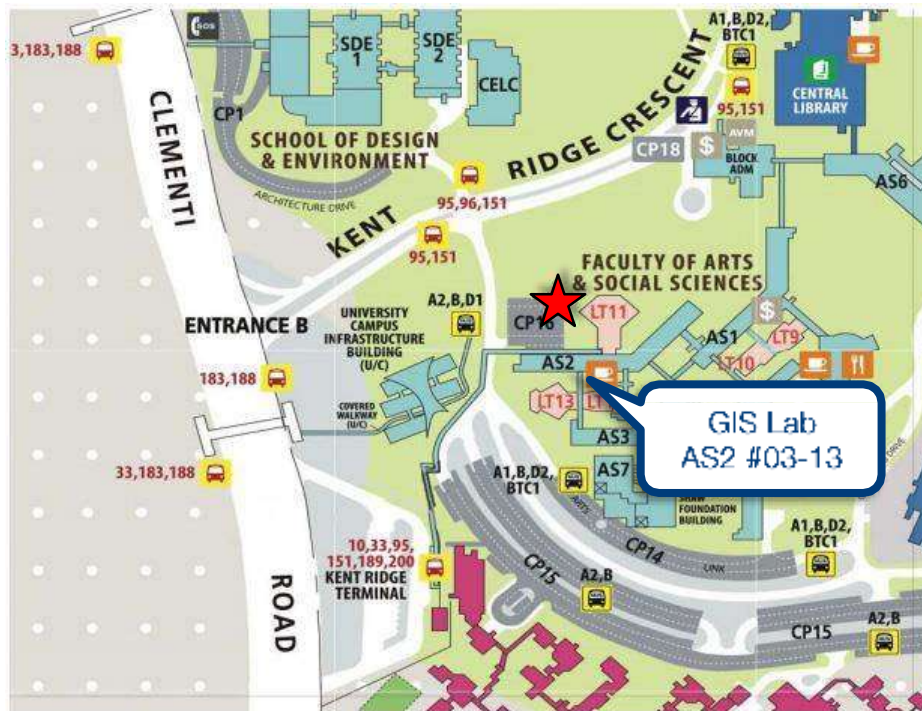 SOS
3,183,188
SDE
1
SDE
2
CELC
CP1
SCHOOL OF DESIGN
& ENVIRONMENT
ARCHITECTURE DRIVE
CLEMENTI
A1,B,D2,
BTC1
95,151
CENTRAL
LIBRARY
KENT RIDGE CRESCENT
CP18
$
AVM
BLOCK
ADM
AS6
95,96,151
95,151
FACULTY OF ARTS
& SOCIAL SCIENCES
ENTRANCE B
UNIVERSITY
CAMPUS
INFRASTRUCTURE
BUILDING
(U/C)
A2,B,D1
CP16
LT11
$
AS1
LT9
LT10
AS2
183,188
COVERED
WALKWAY
(U/C)
LT13
AS3
GIS Lab
AS2 #03-13
33,183,188
A1,B,D2,
BTC1
ARTS
AS7
SHAW
FOUNDATION
BUILDING
A1,B,D2,
BTC1
CP14
LINK
10,33,95,
151,189,200
KENT RIDGE
TERMINAL
CP15
A2,B
ROAD
CP15
A2,B